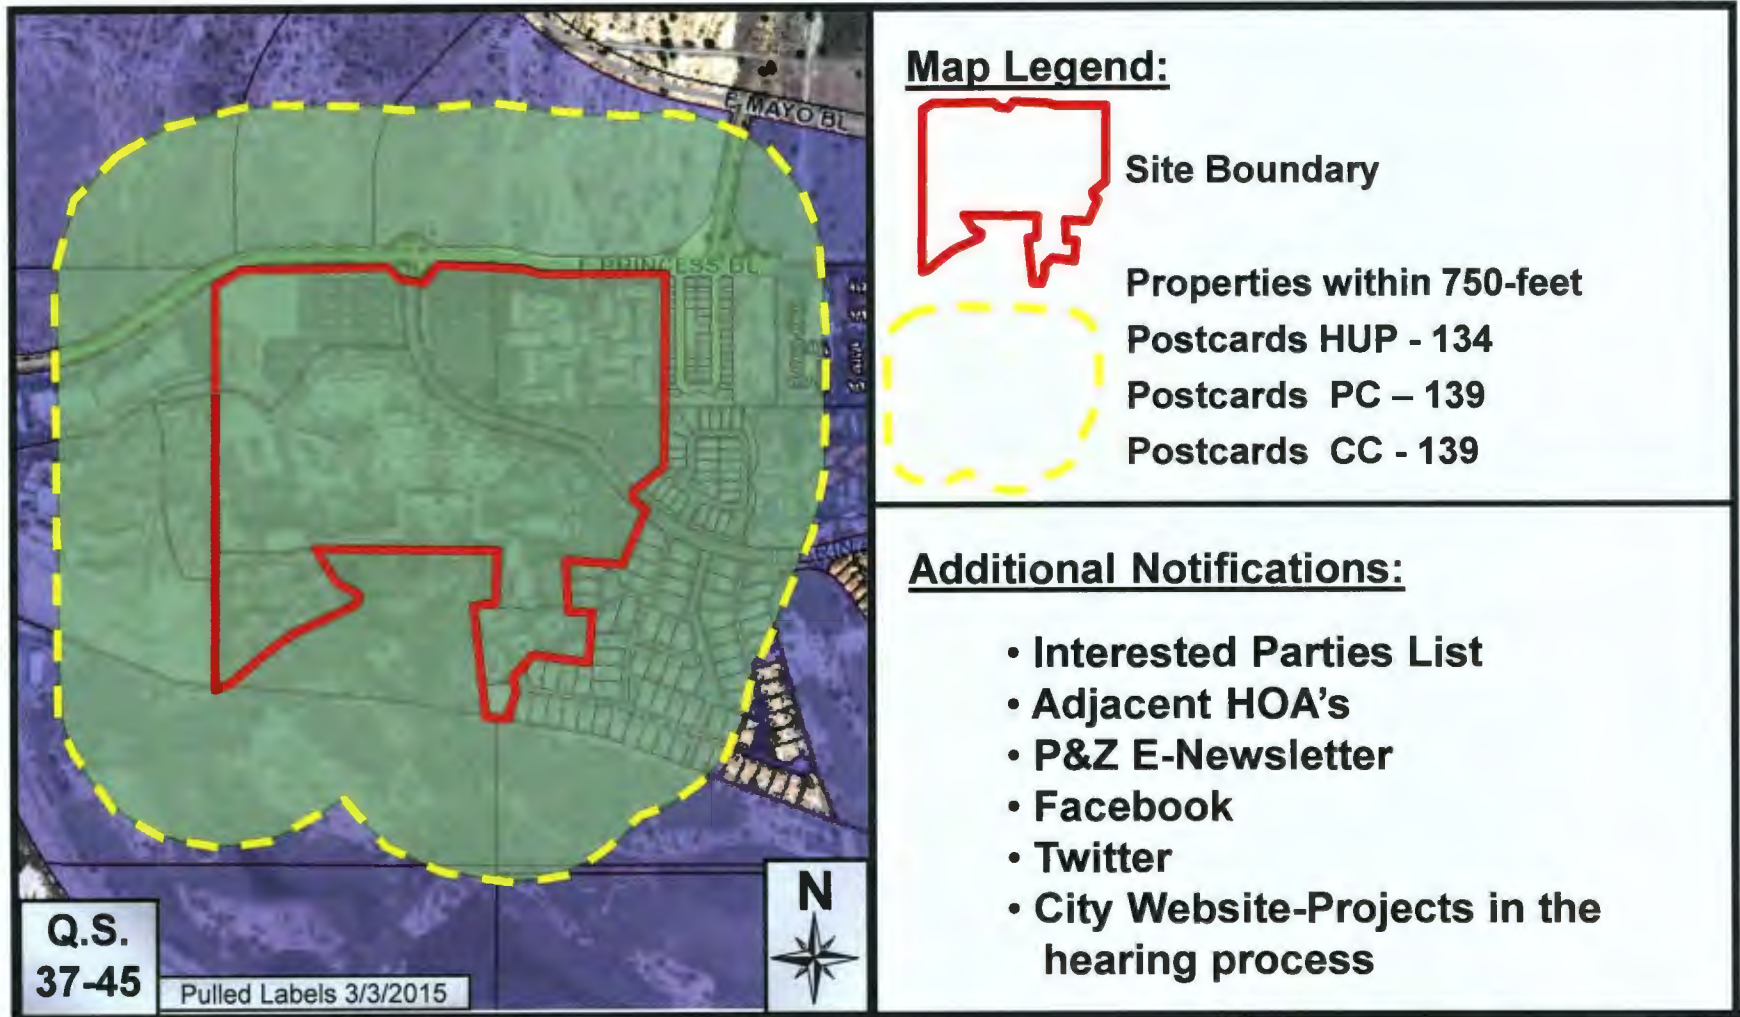 E MAYO BL
E PRINCESS BL
Q.S.
37-45
Pulled Labels 3/3/2015
N
Map Legend:
Site Boundary
Properties within 750-feet
Postcards HUP - 134
Postcards PC – 139
Postcards CC - 139
Additional Notifications:
• Interested Parties List
• Adjacent HOA's
• P&Z E-Newsletter
• Facebook
• Twitter
• City Website-Projects in the
hearing process